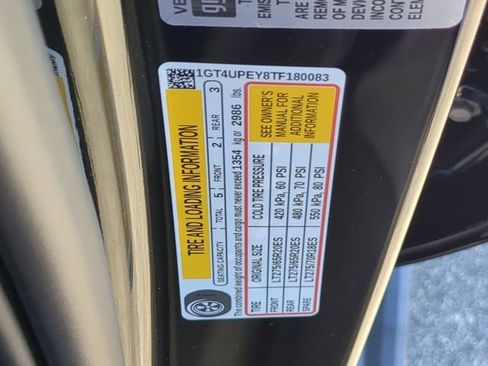 1GT4UPEY8TF180083
TIRE AND LOADING INFORMATION
SEATING CAPACITY TOTAL 5 FRONT 2 REAR 3
The combined weight of occupants and cargo must never exceed 1354 kg or 2986 lbs.
TIRE ORIGINAL SIZE COLD TIRE PRESSURE
FRONT LT275/65R20ES 420 kPa, 60 PSI
REAR LT275/65R20ES 480 kPa, 70 PSI
SPARE LT275/70R18ES 550 kPa, 80 PSI
SEE OWNER'S
MANUAL FOR
ADDITIONAL
INFORMATION